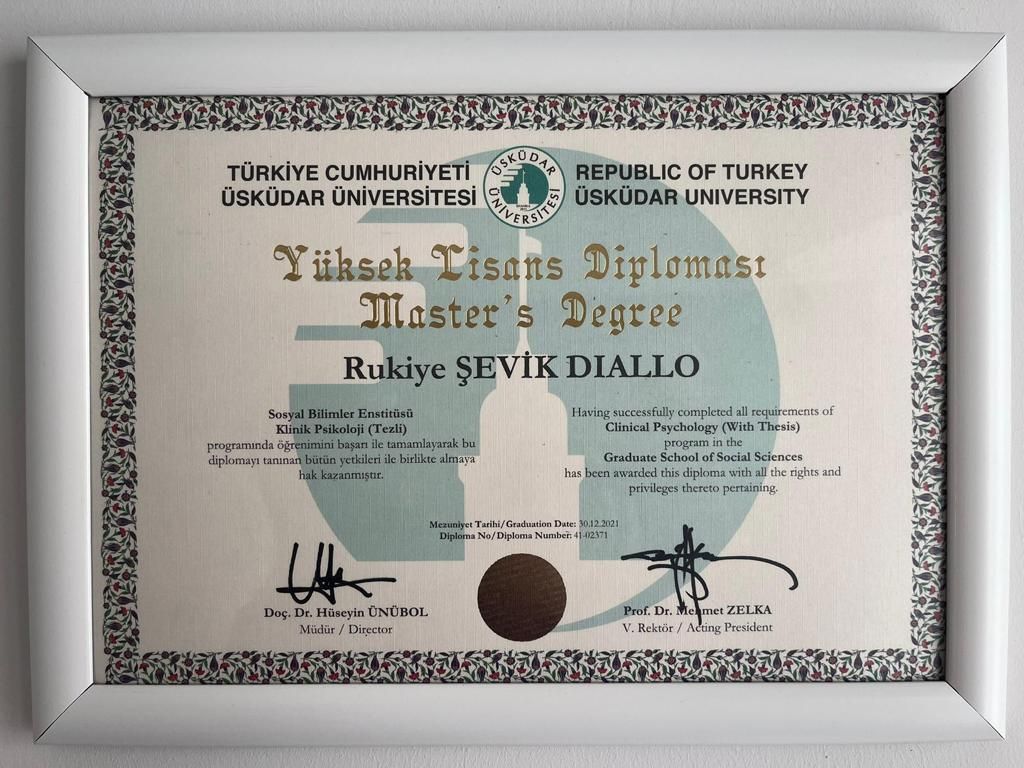 TÜRKİYE CUMHURİYETİ
ÜSKÜDAR ÜNİVERSİTESİ
ÜSKÜDAR ÜNİVERSİTESİ
REPUBLIC OF TURKEY
ÜSKÜDAR UNIVERSITY
Yüksek Lisans Diploması
Master's Degree
Rukiye ŞEVİK DIALLO
Sosyal Bilimler Enstitüsü
Klinik Psikoloji (Tezli)
programında öğrenimini başarı ile tamamlayarak bu
diplomayı tanınan bütün yetkileri ile birlikte almaya
hak kazanmıştır.
Having successfully completed all requirements of
Clinical Psychology (With Thesis)
program in the
Graduate School of Social Sciences
has been awarded this diploma with all the rights and
privileges thereto pertaining.
Mezuniyet Tarihi/Graduation Date: 30.12.2021
Diploma No/Diploma Number: 41-02371
Doç. Dr. Hüseyin ÜNÜBOL
Müdür / Director
Prof. Dr. Mehmet ZELKA
V. Rektör / Acting President